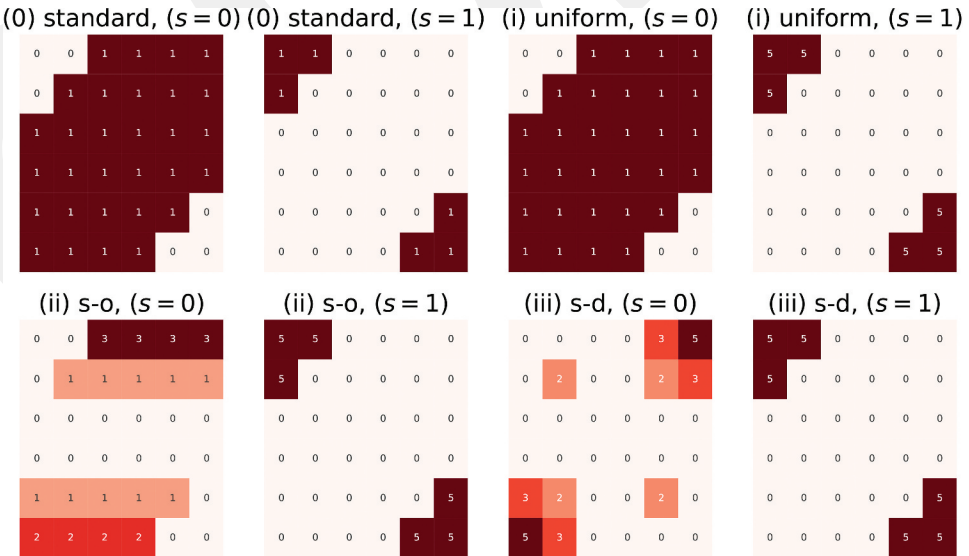 (0) standard, (s = 0) (0) standard, (s = 1) (i) uniform, (s = 0) (i) uniform, (s = 1)
0 0 1 1 1 1 1 1 0 0 0 0 0 0 1 1 1 1 5 5 0 0 0 0
0 1 1 1 1 1 1 0 0 0 0 0 0 1 1 1 1 1 5 0 0 0 0 0
1 1 1 1 1 1 0 0 0 0 0 0 1 1 1 1 1 1 0 0 0 0 0 0
1 1 1 1 1 1 0 0 0 0 0 0 1 1 1 1 1 1 0 0 0 0 0 0
1 1 1 1 1 0 0 0 0 0 0 1 1 1 1 1 1 0 0 0 0 0 0 5
1 1 1 1 0 0 0 0 0 0 1 1 1 1 1 1 0 0 0 0 0 0 5 5
(ii) s-o, (s = 0) (ii) s-o, (s = 1) (iii) s-d, (s = 0) (iii) s-d, (s = 1)
0 0 3 3 3 3 5 5 0 0 0 0 0 0 0 0 3 5 5 5 0 0 0 0
0 1 1 1 1 1 5 0 0 0 0 0 0 2 0 0 2 3 5 0 0 0 0 0
0 0 0 0 0 0 0 0 0 0 0 0 0 0 0 0 0 0 0 0 0 0 0 0
0 0 0 0 0 0 0 0 0 0 0 0 0 0 0 0 0 0 0 0 0 0 0 0
1 1 1 1 1 0 0 0 0 0 0 5 3 2 0 0 2 0 0 0 0 0 0 5
2 2 2 2 0 0 0 0 0 0 5 5 5 3 0 0 0 0 0 0 0 0 5 5